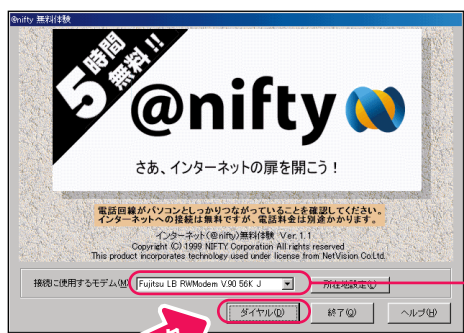 @nifty 無料体験
5時間
無料!!
@nifty
さあ、インターネットの扉を開こう!
電話回線がパソコンとしっかりつながっていることを確認してください。
インターネットへの接続は無料ですが、電話料金は別途かかります。
インターネット(@nifty)無料体験 Ver.1.1
Copyright (C) 1999 NIFTY Corporation All rights reserved
This product incorporates technology used under license from NetVision Co.Ltd.
接続に使用するモデム(M) Fujitsu LB RWModem V.90 56K J 所在地設定(L)
ダイヤル(D) 終了(Q) ヘルプ(H)